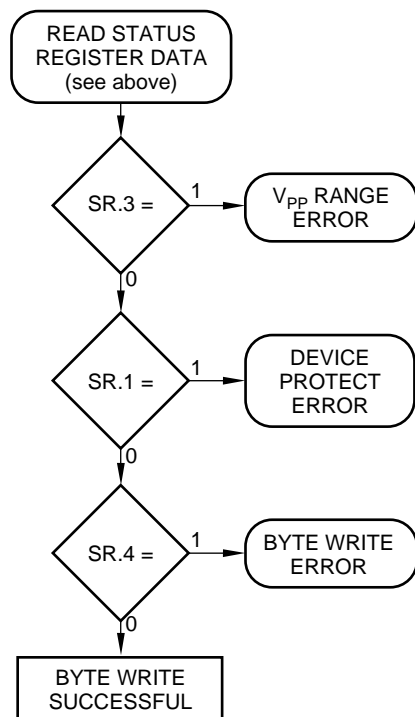 READ STATUS
REGISTER DATA
(see above)
SR.3 =
1
V_PP RANGE
ERROR
0
SR.1 =
1
DEVICE
PROTECT
ERROR
0
SR.4 =
1
BYTE WRITE
ERROR
0
BYTE WRITE
SUCCESSFUL